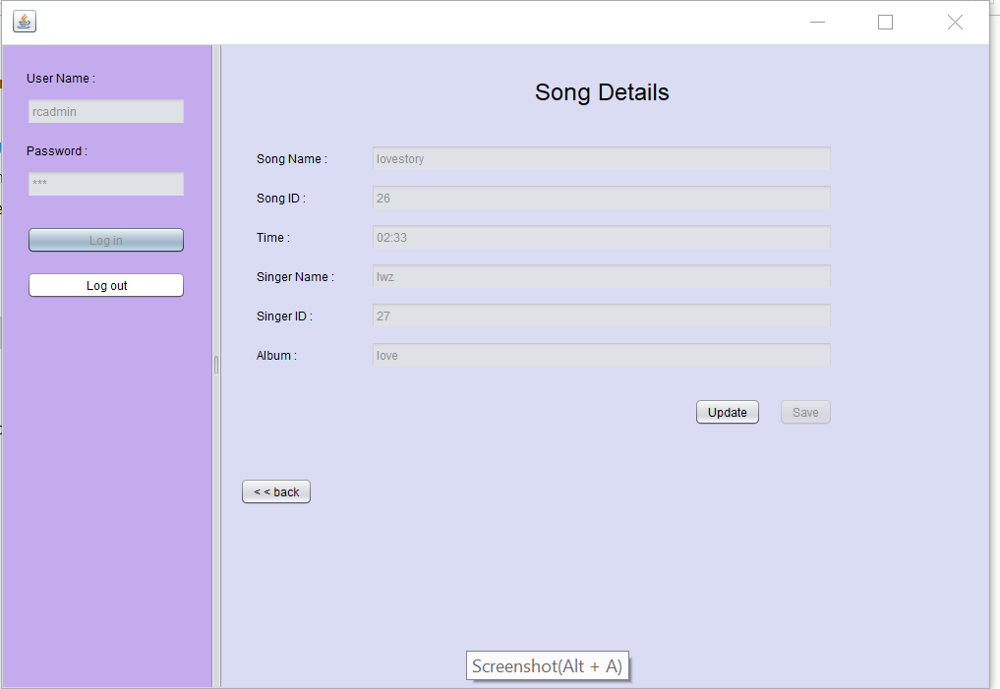 User Name :
rcadmin
Password :
***
Log in
Log out
Song Details
Song Name : lovestory
Song ID : 26
Time : 02:33
Singer Name : lwz
Singer ID : 27
Album : love
Update Save
< < back
Screenshot(Alt + A)